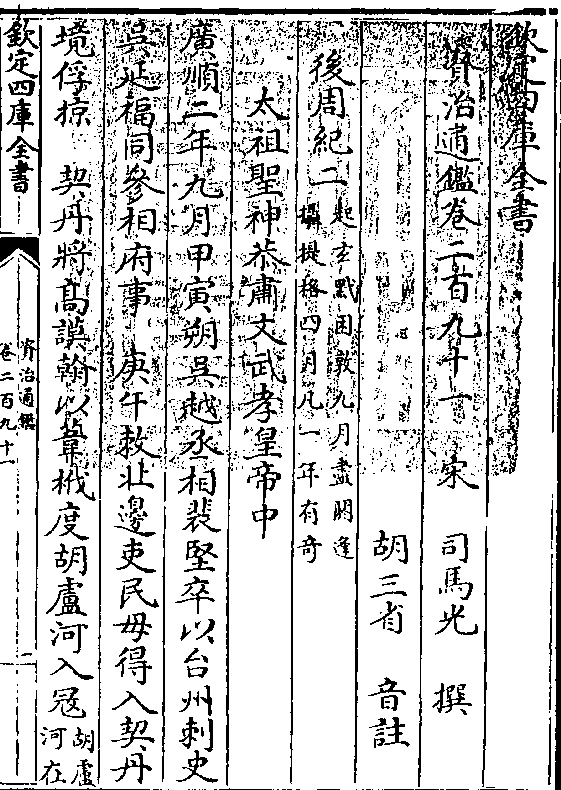 欽定四庫全書
資治通鑑卷二百九十一　宋　司馬光　撰
胡三省　音註
後周紀二起玄黓困敦九月盡閼逢
攝提格四月凡一年有奇
太祖聖神恭肅文武孝皇帝中
廣順二年九月甲寅朔吳越丞相裴堅卒以台州刺史
吳延福同參相府事　庚午敕北邊吏民毋得入契丹
境俘掠　契丹將高謨翰以葦栰度胡盧河入寇胡盧
河在
欽定四庫全書
資治通鑑
卷二百九十一
一